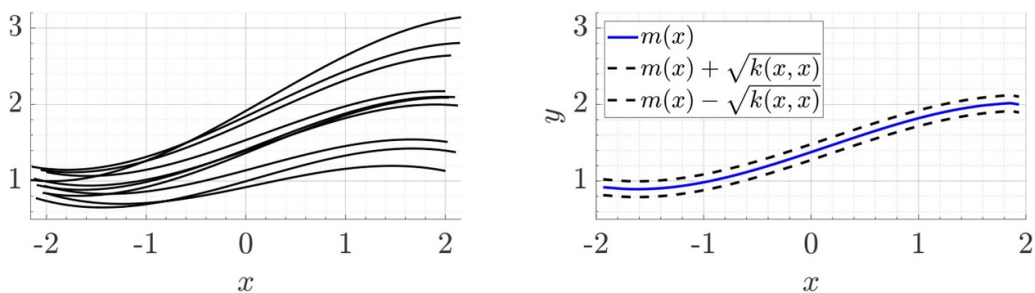 3
2
1
-2 -1 0 1 2
x
m(x)
m(x) + √k(x, x)
m(x) − √k(x, x)
3
2
1
y
-2 -1 0 1 2
x